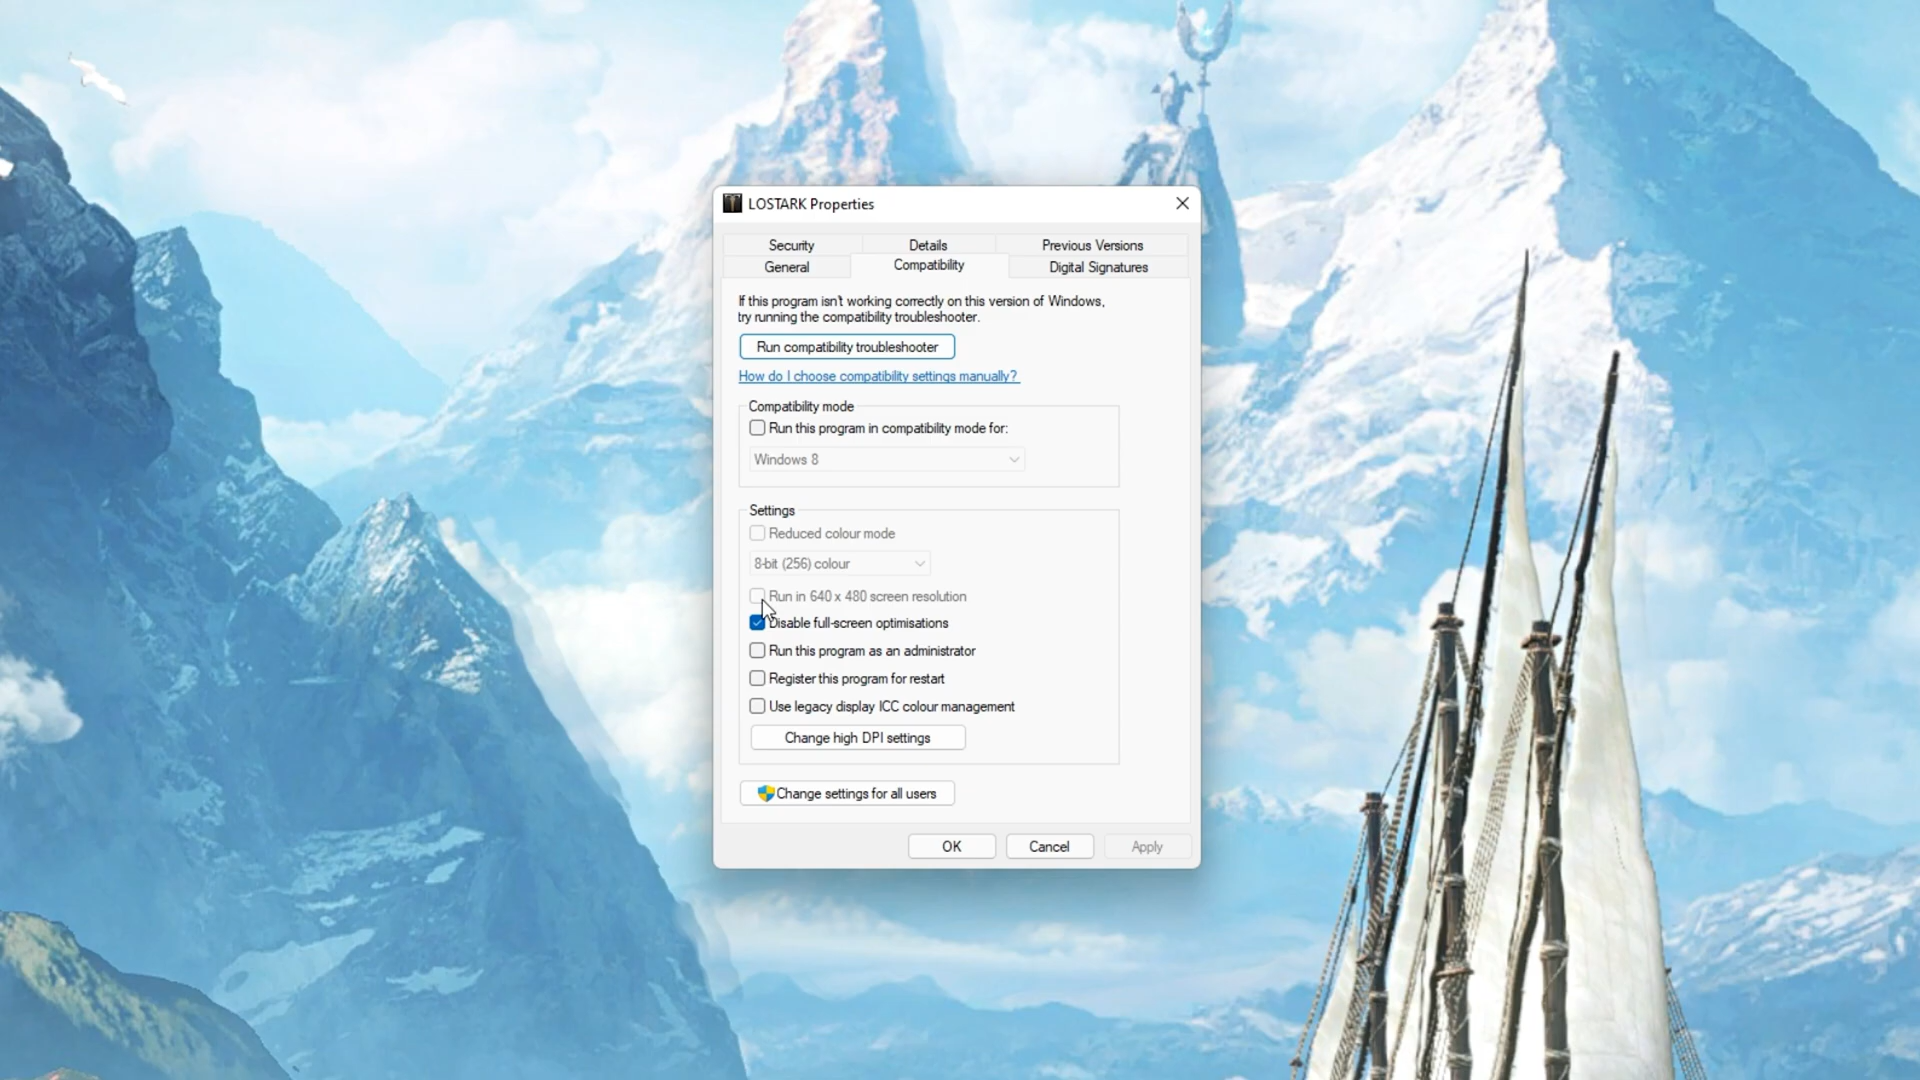 LOSTARK Properties
Security
Details
Previous Versions
General
Compatibility
Digital Signatures
If this program isn't working correctly on this version of Windows,
try running the compatibility troubleshooter.
Run compatibility troubleshooter
How do I choose compatibility settings manually?
Compatibility mode
Run this program in compatibility mode for:
Windows 8
Settings
Reduced colour mode
8-bit (256) colour
Run in 640 x 480 screen resolution
Disable full-screen optimisations
Run this program as an administrator
Register this program for restart
Use legacy display ICC colour management
Change high DPI settings
Change settings for all users
OK
Cancel
Apply